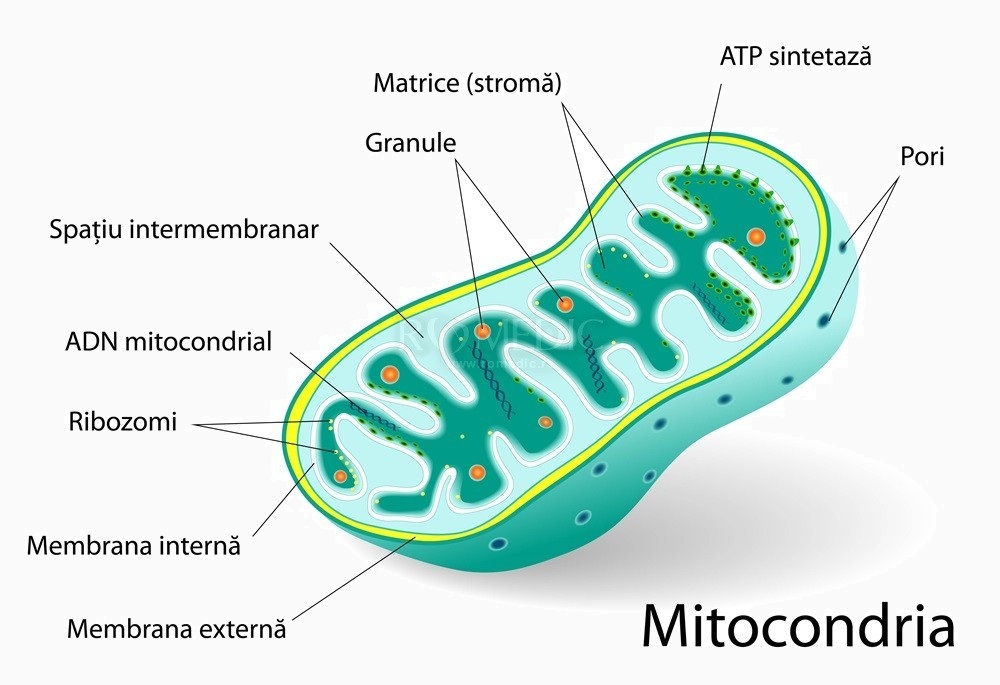 ATP sintetază
Matrice (stromă)
Granule
Pori
Spațiu intermembranar
ADN mitocondrial
Ribozomi
Membrana internă
Membrana externă
Mitocondria